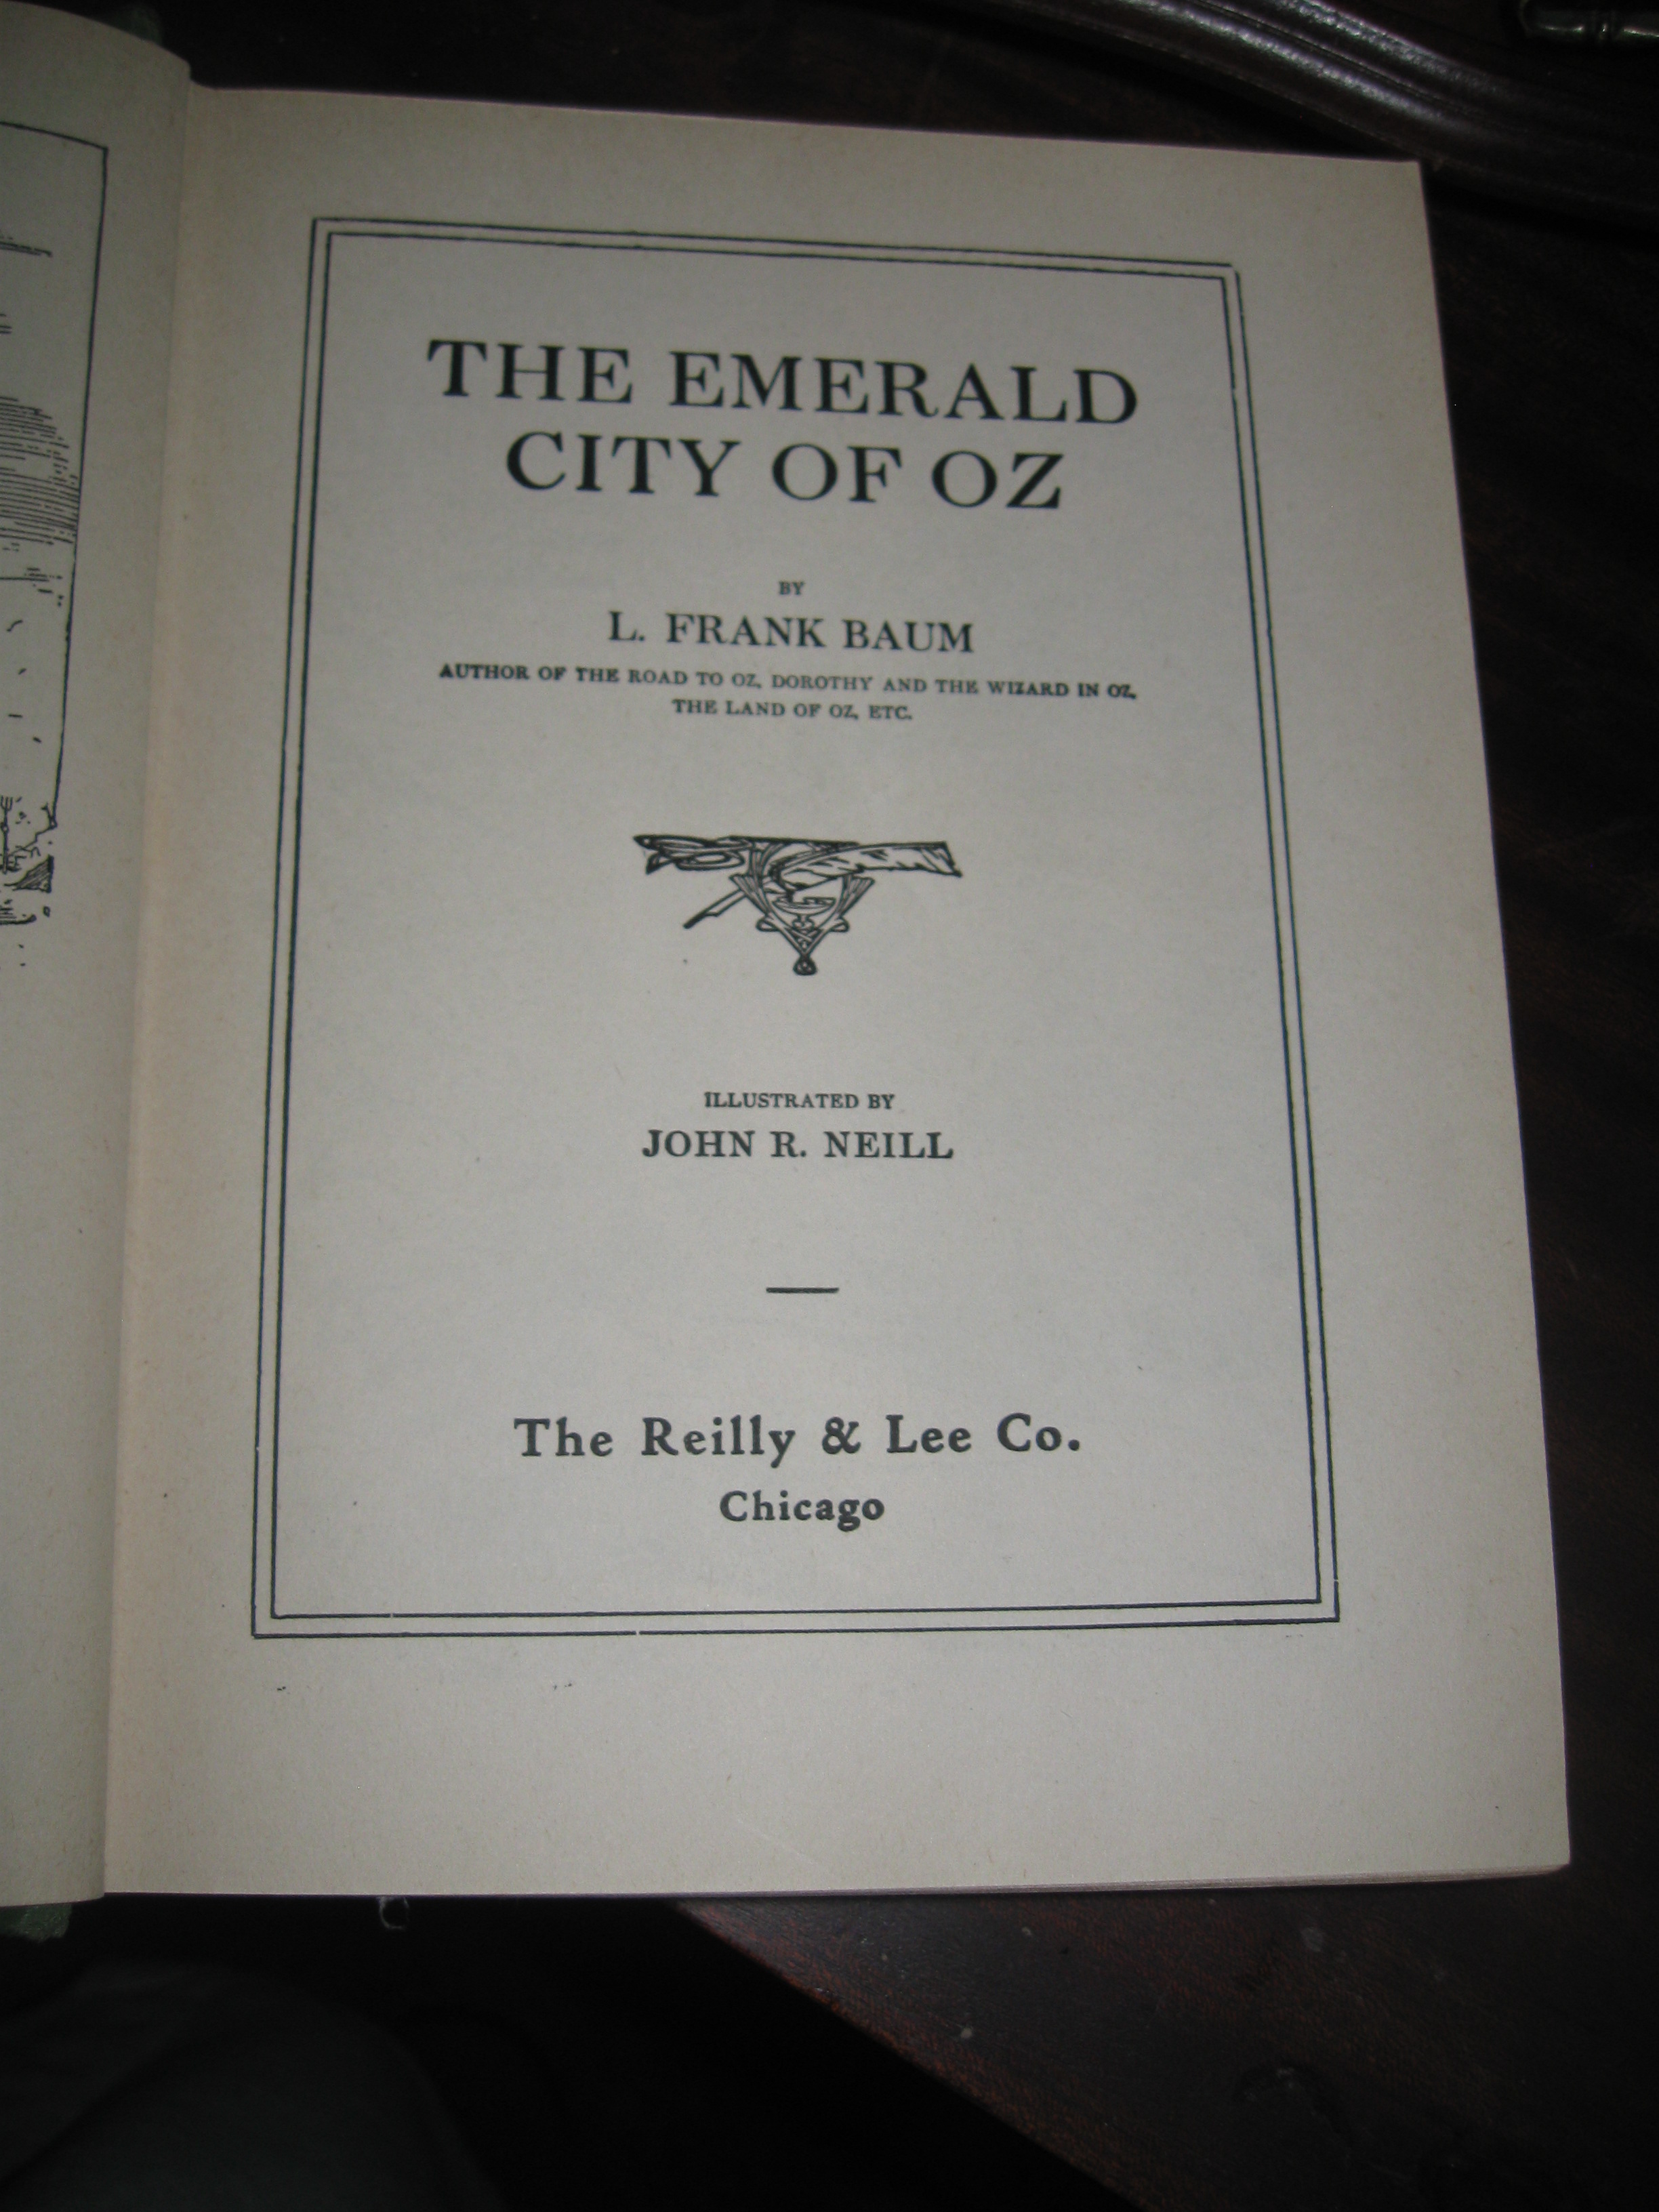 THE EMERALD
CITY OF OZ
BY
L. FRANK BAUM
AUTHOR OF THE ROAD TO OZ, DOROTHY AND THE WIZARD IN OZ,
THE LAND OF OZ, ETC.
ILLUSTRATED BY
JOHN R. NEILL
The Reilly & Lee Co.
Chicago